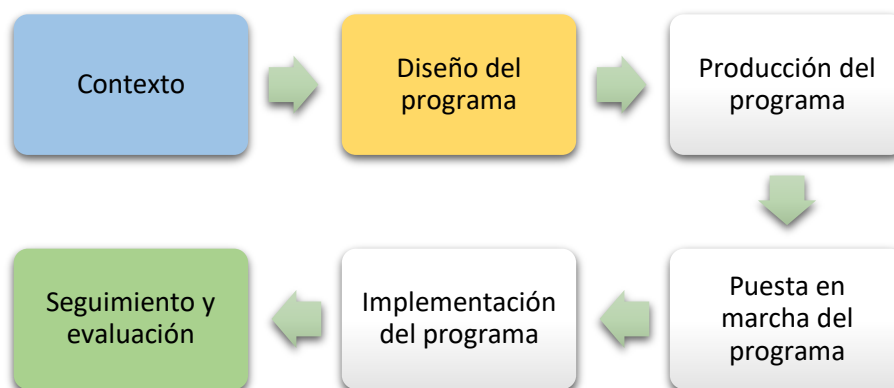 Contexto
Diseño del
programa
Producción del
programa
Puesta en
marcha del
programa
Implementación
del programa
Seguimiento y
evaluación